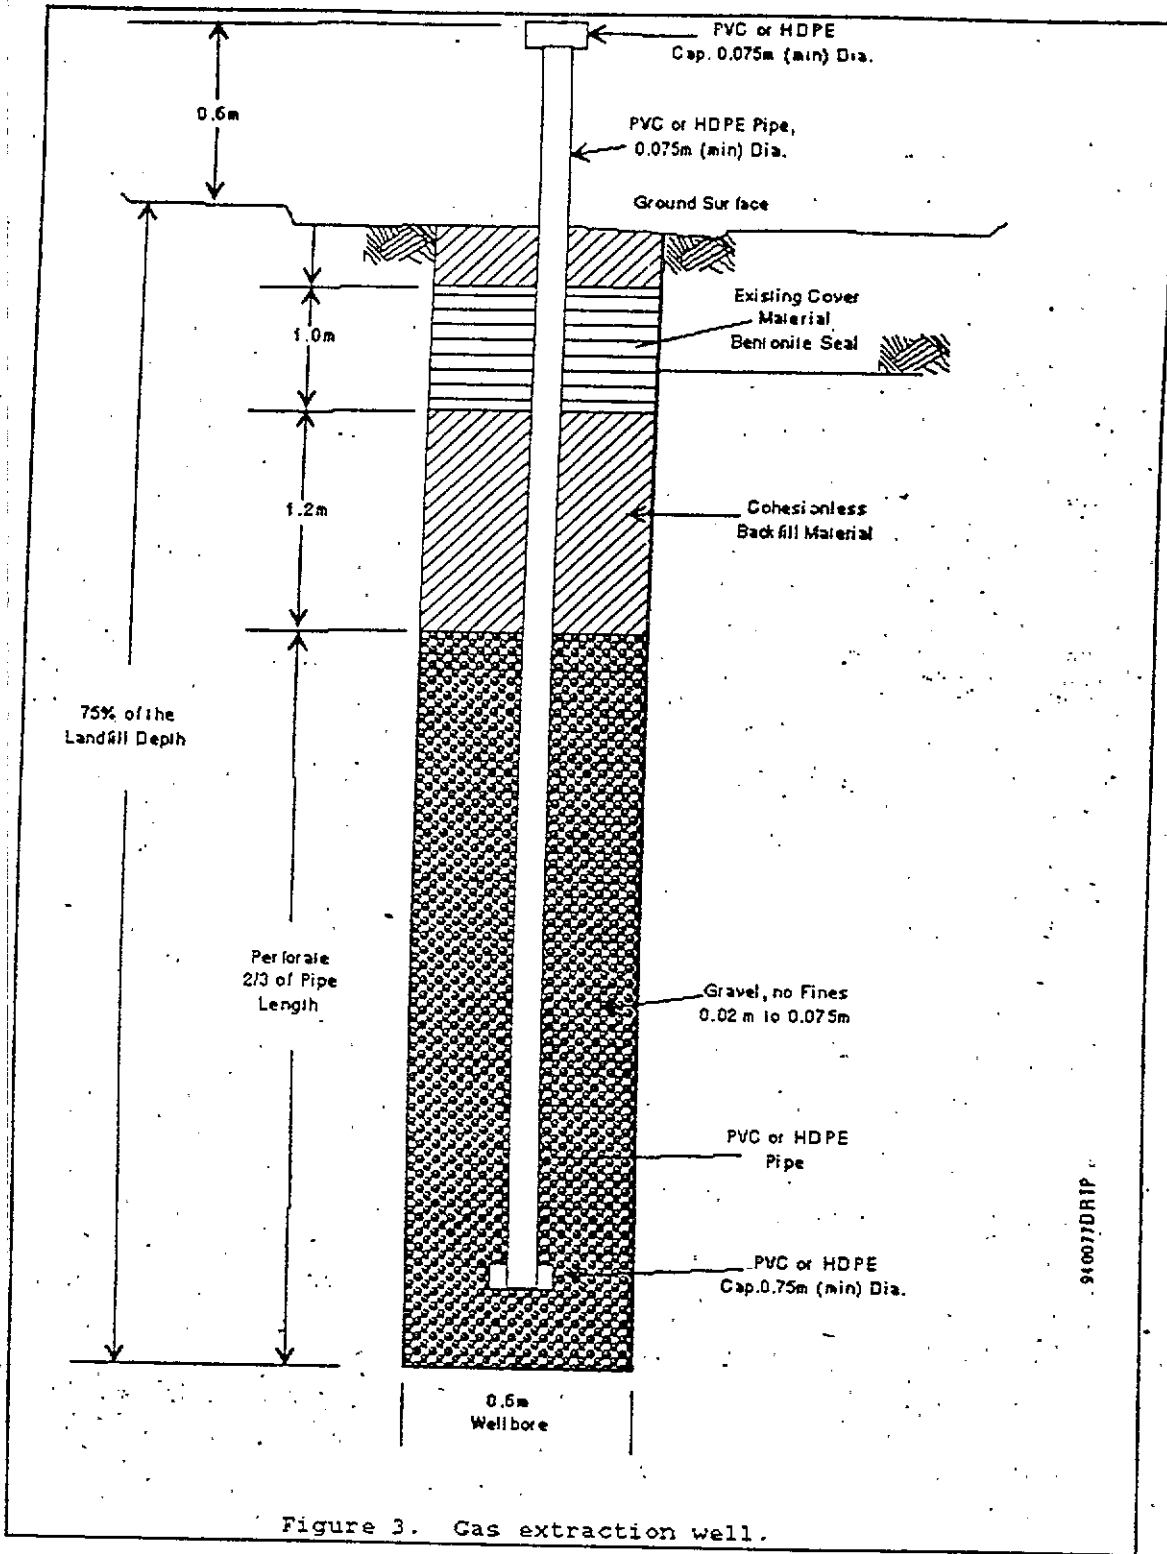 PVC or HDPE
Cap. 0.075m (min) Dia.
0.6m
PVC or HDPE Pipe,
0.075m (min) Dia.
Ground Surface
Existing Cover
Material
Bentonite Seal
1.0m
1.2m
Cohesionless
Backfill Material
75% of the
Landfill Depth
Perforate
2/3 of Pipe
Length
Gravel, no Fines
0.02 m to 0.075m
PVC or HDPE
Pipe
PVC or HDPE
Cap.0.75m (min) Dia.
0.6m
Wellbore
Figure 3. Gas extraction well.